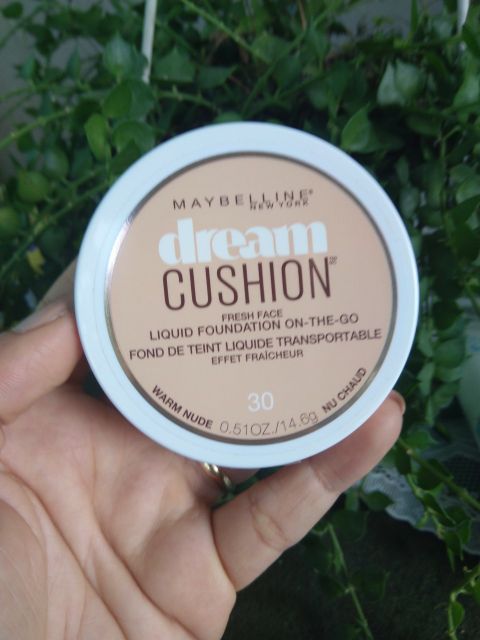 MAYBELLINE®
NEW YORK
dream
CUSHION™
FRESH FACE
LIQUID FOUNDATION ON-THE-GO
FOND DE TEINT LIQUIDE TRANSPORTABLE
EFFET FRAÎCHEUR
30
WARM NUDE 0.51OZ./14.6g NU CHAUD